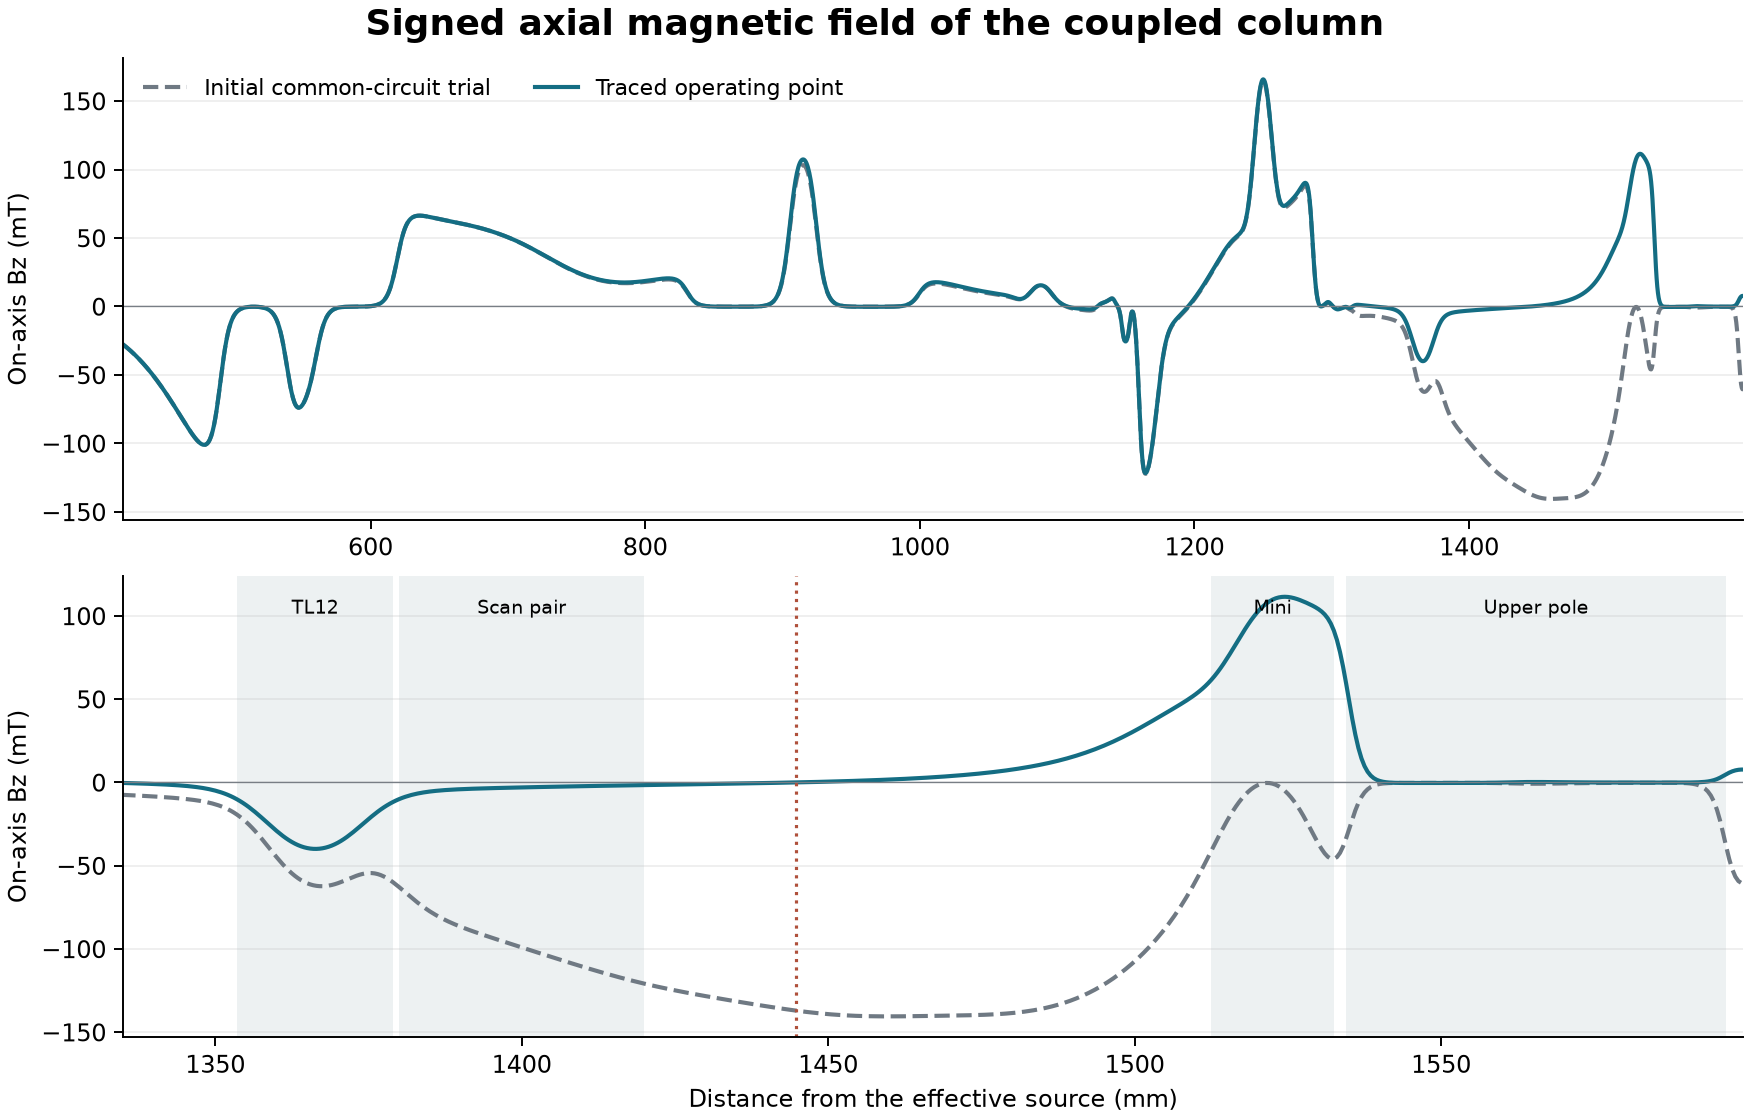 Signed axial magnetic field of the coupled column
Initial common-circuit trial
Traced operating point
On-axis Bz (mT)
150
100
50
0
−50
−100
−150
600
800
1000
1200
1400
TL12
Scan pair
Mini
Upper pole
On-axis Bz (mT)
100
50
0
−50
−100
−150
1350
1400
1450
1500
1550
Distance from the effective source (mm)